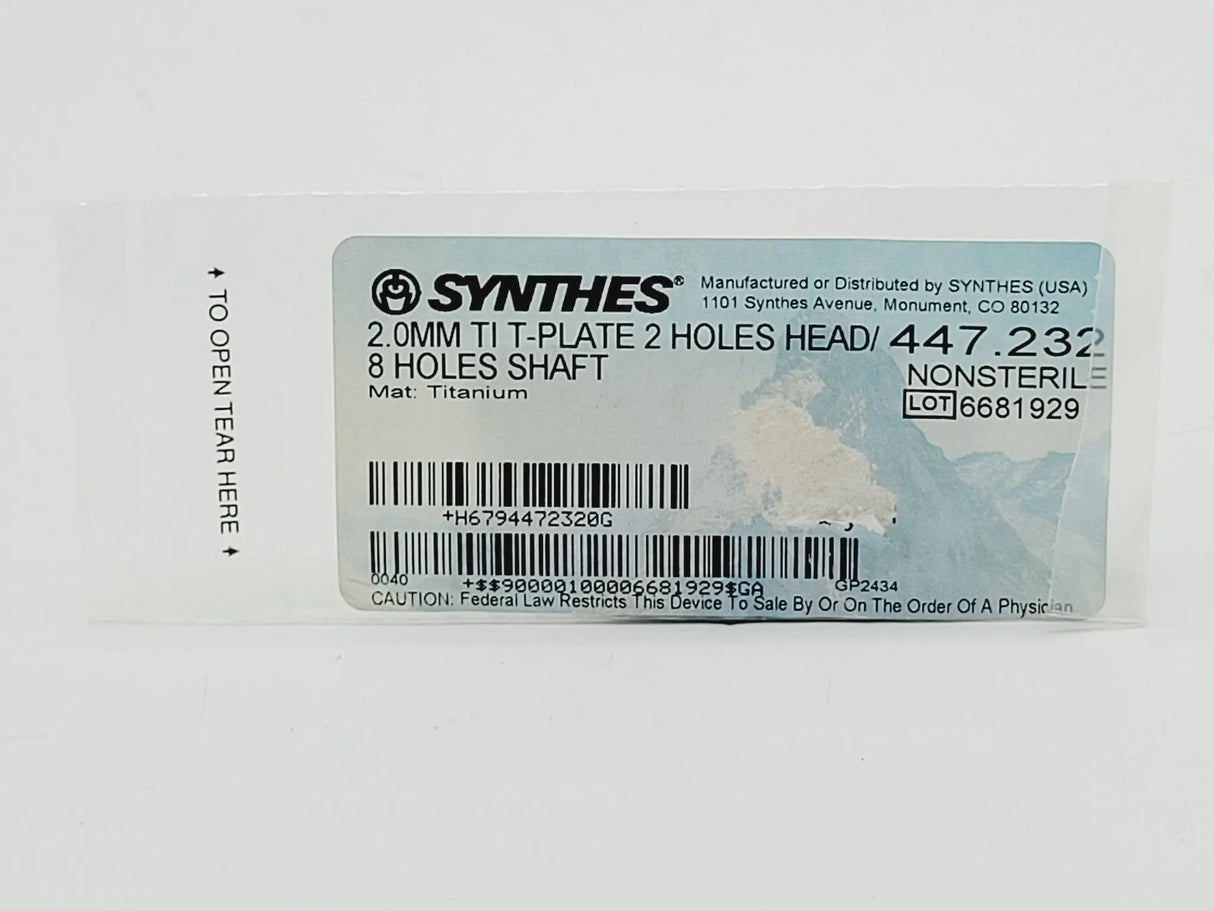 TO OPEN TEAR HERE
SYNTHES® Manufactured or Distributed by SYNTHES (USA)
1101 Synthes Avenue, Monument, CO 80132
2.0MM TI T-PLATE 2 HOLES HEAD/ 447.232
8 HOLES SHAFT
NONSTERILE
Mat: Titanium
LOT 6681929
+H6794472320G
0040 +$$90000100006681929$GA GP2434
CAUTION: Federal Law Restricts This Device To Sale By Or On The Order Of A Physician